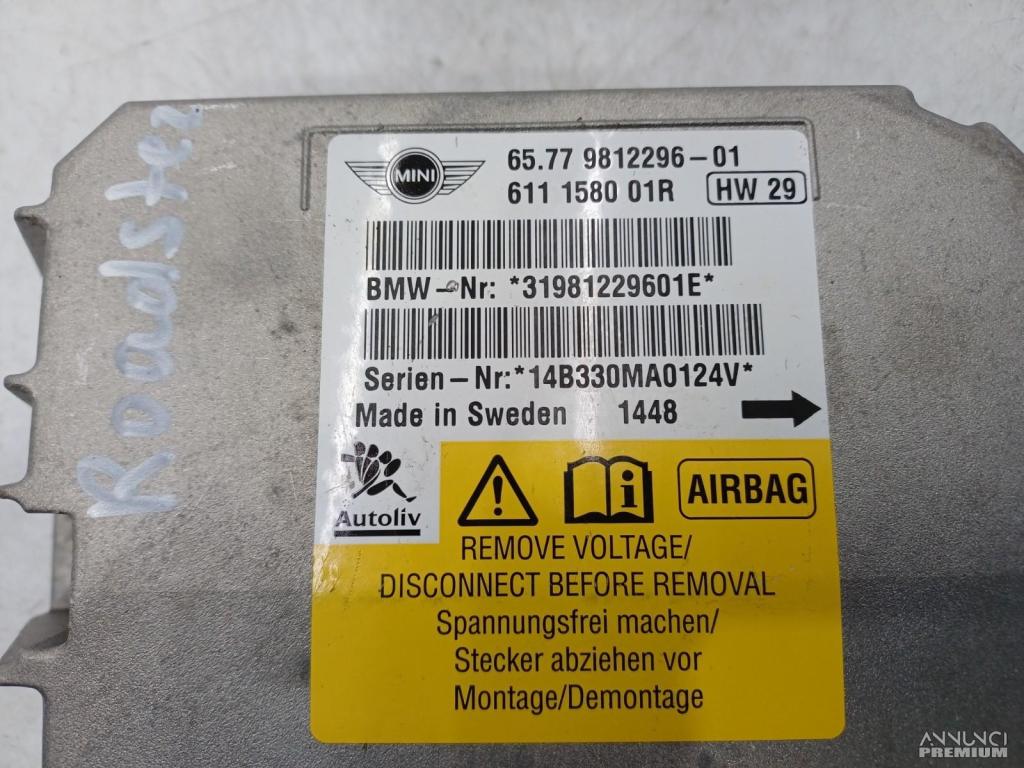 Roadster
MINI
65.77 9812296-01
611 1580 01R HW 29
BMW-Nr: *31981229601E*
Serien-Nr:*14B330MA0124V*
Made in Sweden 1448
Autoliv
AIRBAG
REMOVE VOLTAGE/
DISCONNECT BEFORE REMOVAL
Spannungsfrei machen/
Stecker abziehen vor
Montage/Demontage
ANNUNCI
PREMIUM